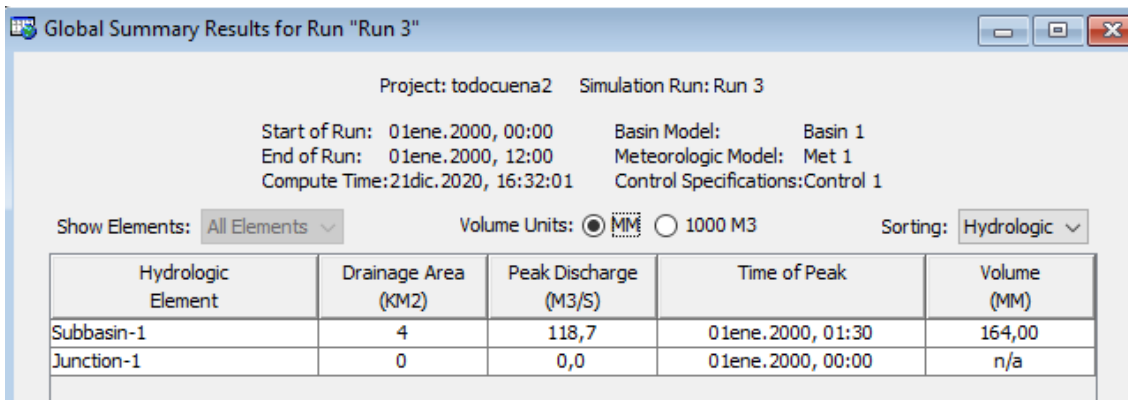 Global Summary Results for Run "Run 3"
Project: todocuena2 Simulation Run: Run 3
Start of Run: 01ene.2000, 00:00 Basin Model: Basin 1
End of Run: 01ene.2000, 12:00 Meteorologic Model: Met 1
Compute Time:21dic.2020, 16:32:01 Control Specifications:Control 1
Show Elements: All Elements Volume Units: MM 1000 M3 Sorting: Hydrologic
Hydrologic Drainage Area Peak Discharge Time of Peak Volume
Element (KM2) (M3/S) (MM)
Subbasin-1 4 118,7 01ene.2000, 01:30 164,00
Junction-1 0 0,0 01ene.2000, 00:00 n/a